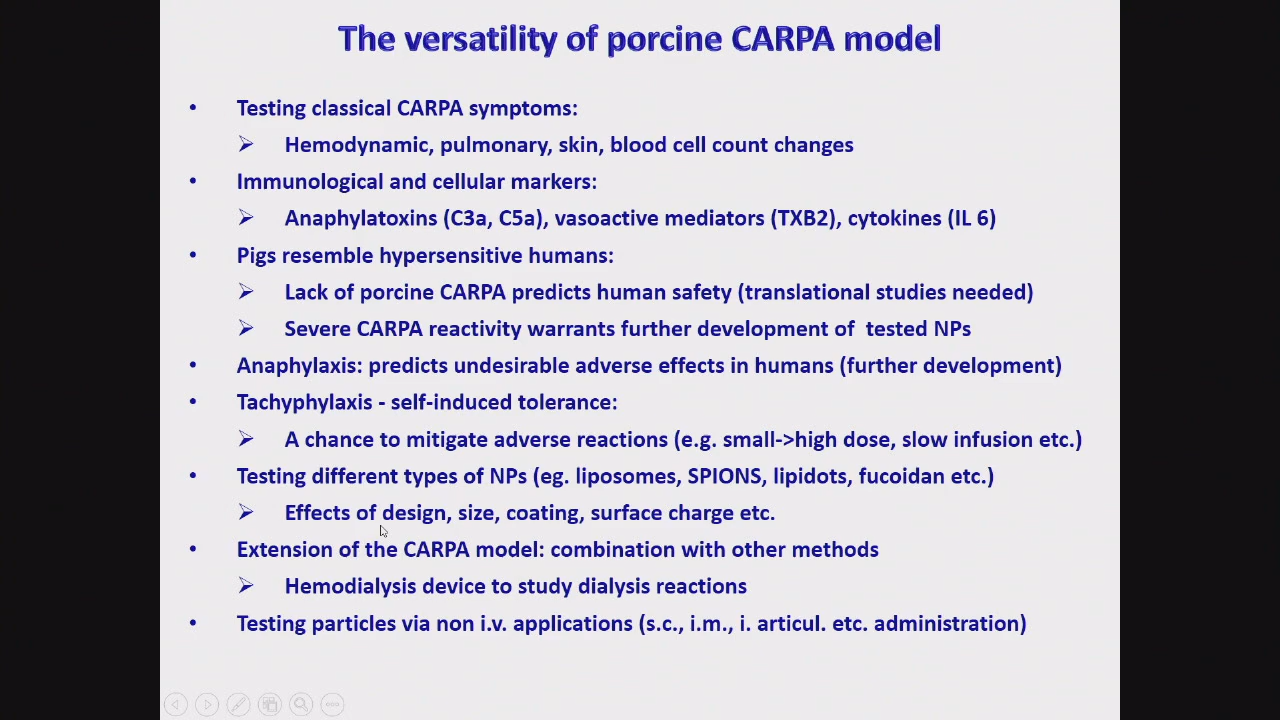 The versatility of porcine CARPA model
• Testing classical CARPA symptoms:
➢ Hemodynamic, pulmonary, skin, blood cell count changes
• Immunological and cellular markers:
➢ Anaphylatoxins (C3a, C5a), vasoactive mediators (TXB2), cytokines (IL 6)
• Pigs resemble hypersensitive humans:
➢ Lack of porcine CARPA predicts human safety (translational studies needed)
➢ Severe CARPA reactivity warrants further development of  tested NPs
• Anaphylaxis: predicts undesirable adverse effects in humans (further development)
• Tachyphylaxis - self-induced tolerance:
➢ A chance to mitigate adverse reactions (e.g. small->high dose, slow infusion etc.)
• Testing different types of NPs (eg. liposomes, SPIONS, lipidots, fucoidan etc.)
➢ Effects of design, size, coating, surface charge etc.
• Extension of the CARPA model: combination with other methods
➢ Hemodialysis device to study dialysis reactions
• Testing particles via non i.v. applications (s.c., i.m., i. articul. etc. administration)